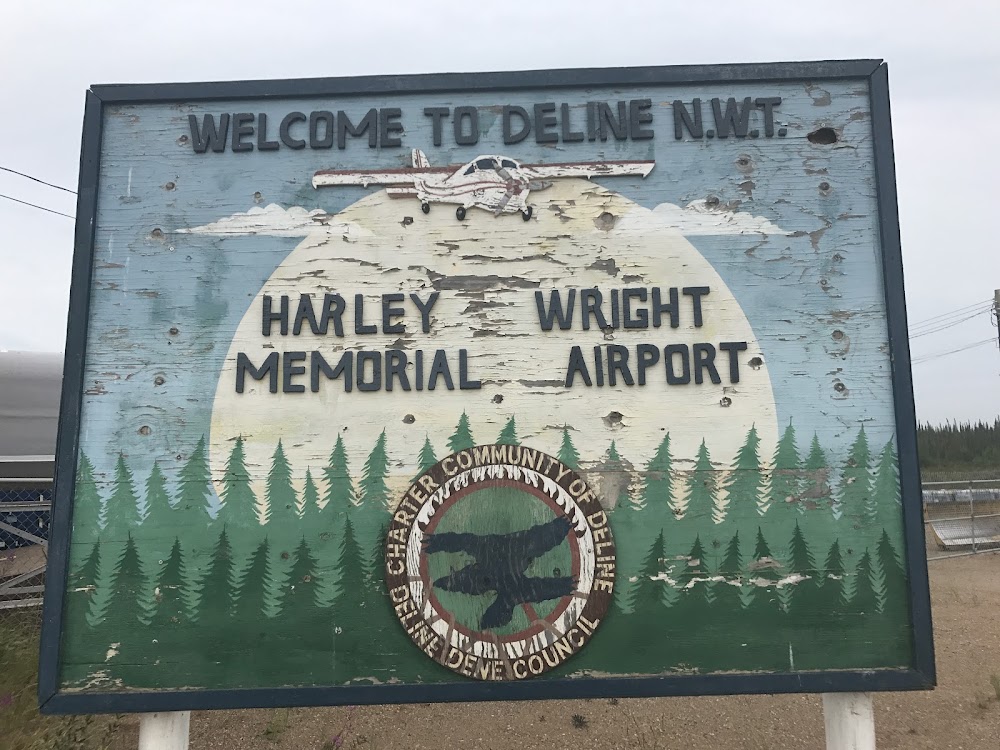 WELCOME TO DELINE N.W.T.
HARLEY WRIGHT
MEMORIAL AIRPORT
CHARTER COMMUNITY OF DELINE
DELINE DENE COUNCIL